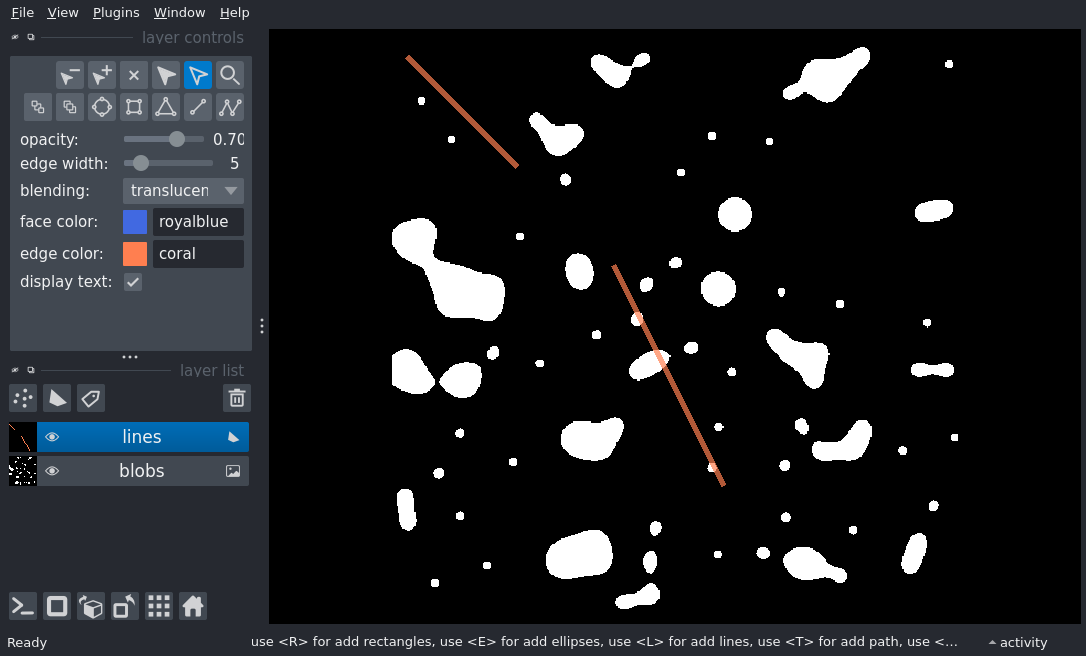 File View Plugins Window Help
layer controls
opacity: 0.70
edge width: 5
blending: translucen
face color: royalblue
edge color: coral
display text:
layer list
lines
blobs
Ready use <R> for add rectangles, use <E> for add ellipses, use <L> for add lines, use <T> for add path, use <... activity